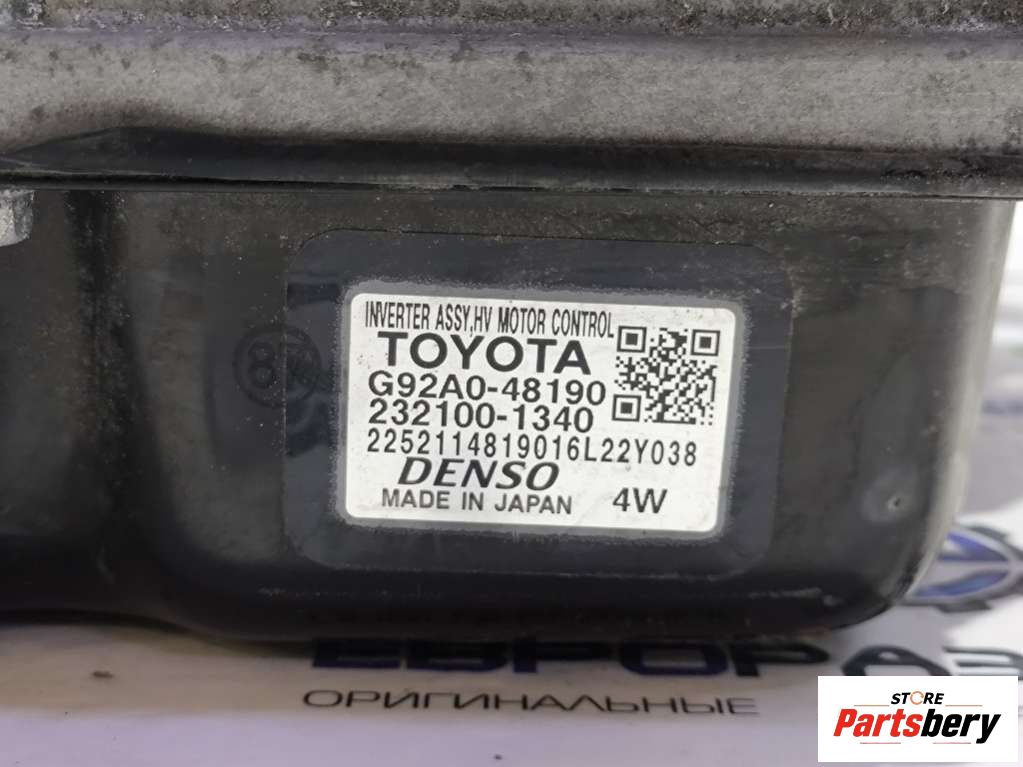 INVERTER ASSY,HV MOTOR CONTROL
TOYOTA
G92A0-48190
232100-1340
2252114819016L22Y038
DENSO
MADE IN JAPAN 4W
ЕВРОРАЗ
ОРИГИНАЛЬНЫЕ
STORE
Partsbery